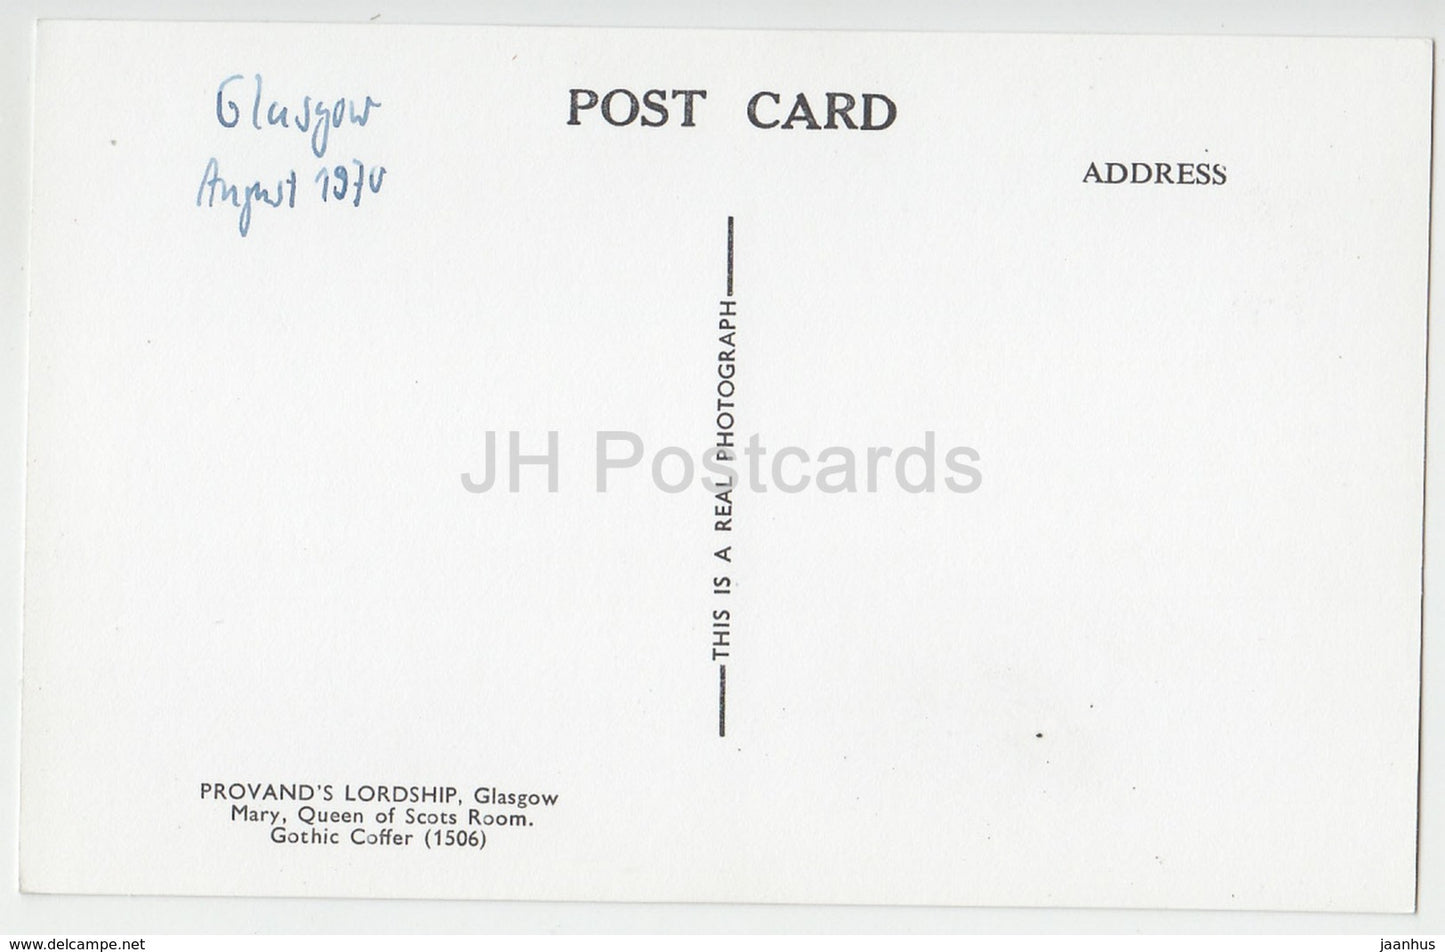 Glasgow
August 1970
POST CARD
ADDRESS
THIS IS A REAL PHOTOGRAPH
JH Postcards
PROVAND'S LORDSHIP, Glasgow
Mary, Queen of Scots Room.
Gothic Coffer (1506)
www.delcampe.net
jaanhus